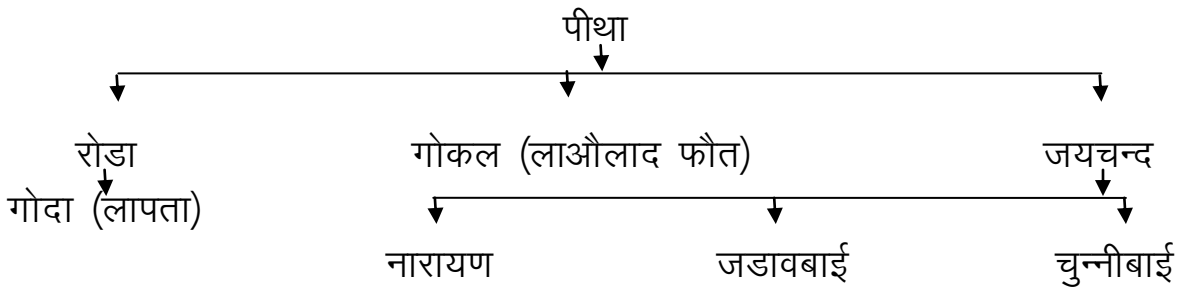 पीथा
रोडा गोकल (लाऔलाद फौत) जयचन्द
गोदा (लापता)
नारायण जडावबाई चुन्नीबाई